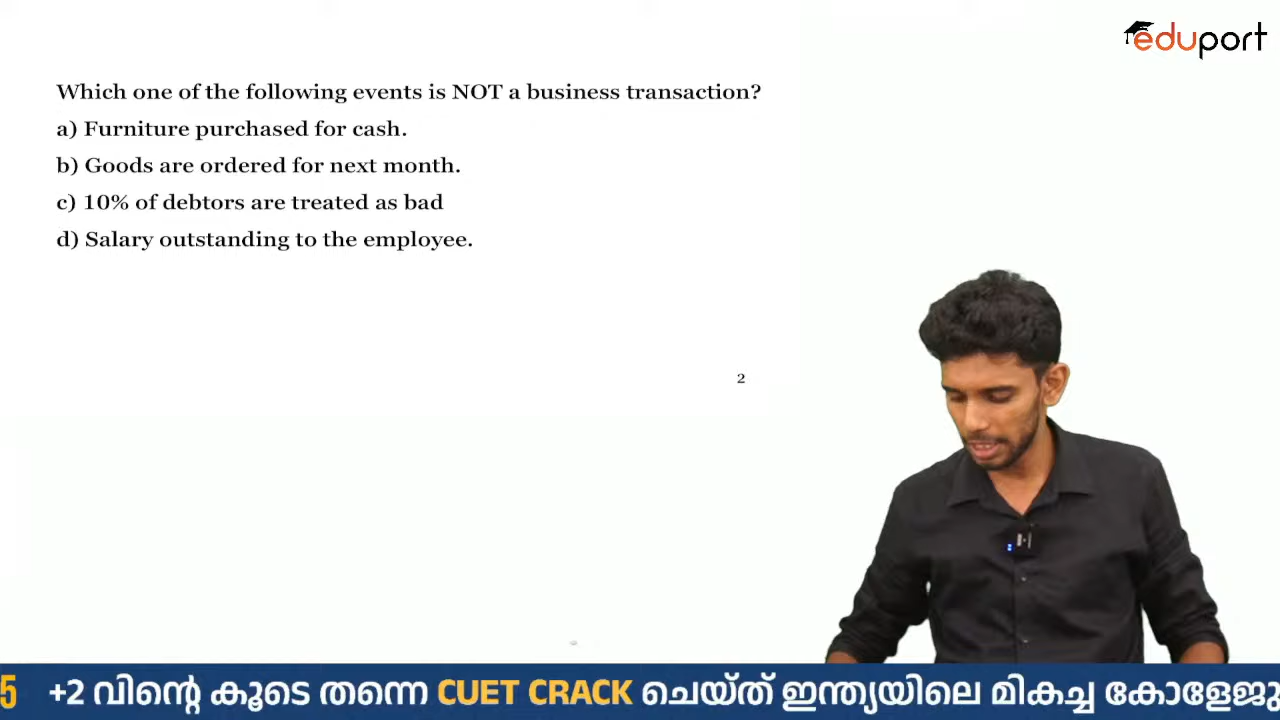 eduport
Which one of the following events is NOT a business transaction?
a) Furniture purchased for cash.
b) Goods are ordered for next month.
c) 10% of debtors are treated as bad
d) Salary outstanding to the employee.
2
5 +2 വിന്റെ കൂടെ തന്നെ CUET CRACK ചെയ്ത് ഇന്ത്യയിലെ മികച്ച കോളേജു